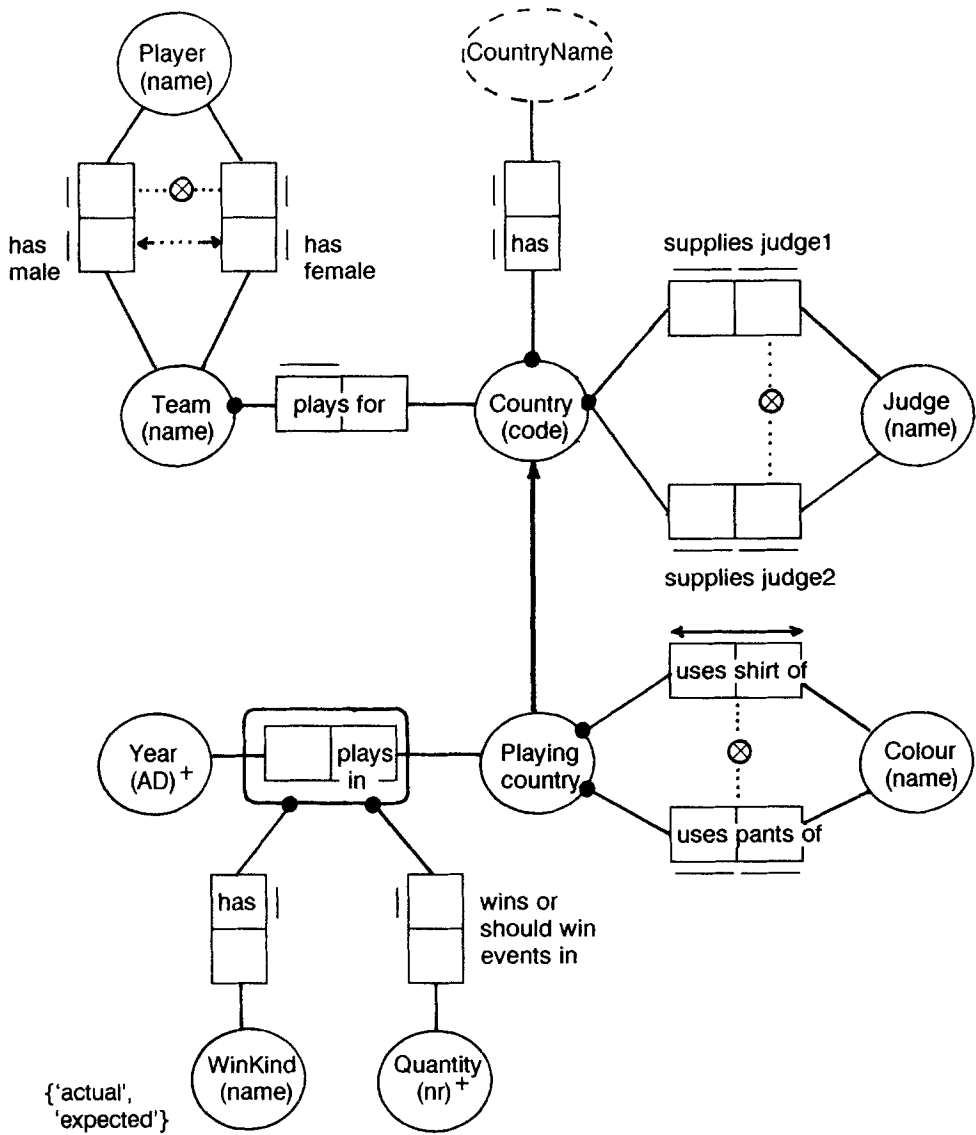 Player
(name)
CountryName
has
male
has
female
has
supplies judge1
Team
(name)
plays for
Country
(code)
Judge
(name)
supplies judge2
uses shirt of
Year
(AD)+
plays
in
Playing
country
Colour
(name)
uses pants of
has
wins or
should win
events in
WinKind
(name)
Quantity
(nr)+
{'actual',
'expected'}